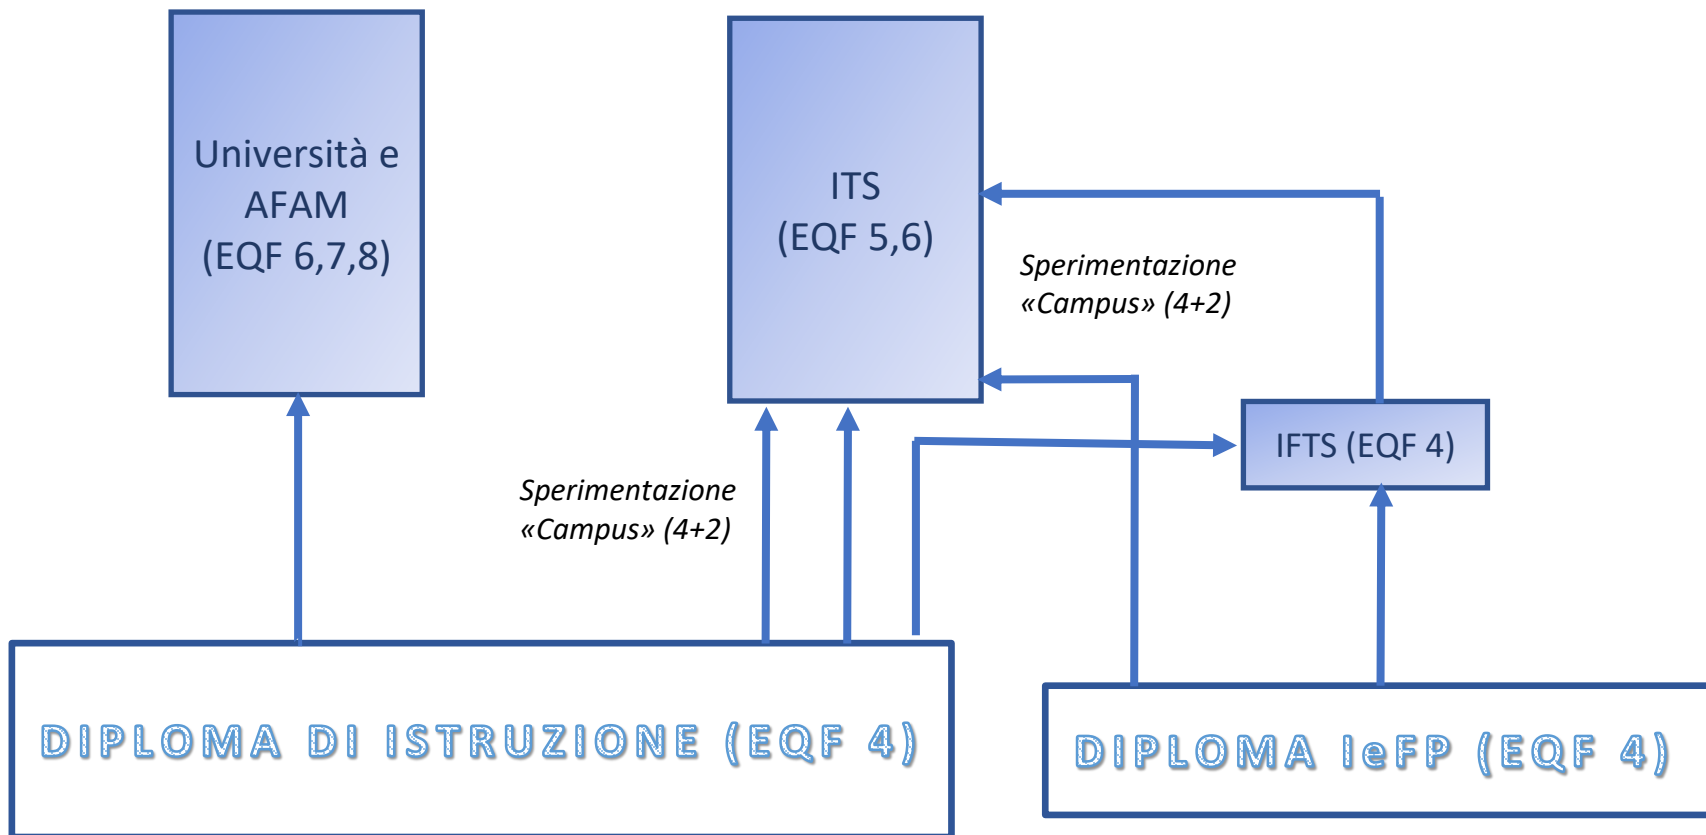 Università e
AFAM
(EQF 6,7,8)
ITS
(EQF 5,6)
Sperimentazione
«Campus» (4+2)
IFTS (EQF 4)
Sperimentazione
«Campus» (4+2)
DIPLOMA DI ISTRUZIONE (EQF 4)
DIPLOMA IeFP (EQF 4)